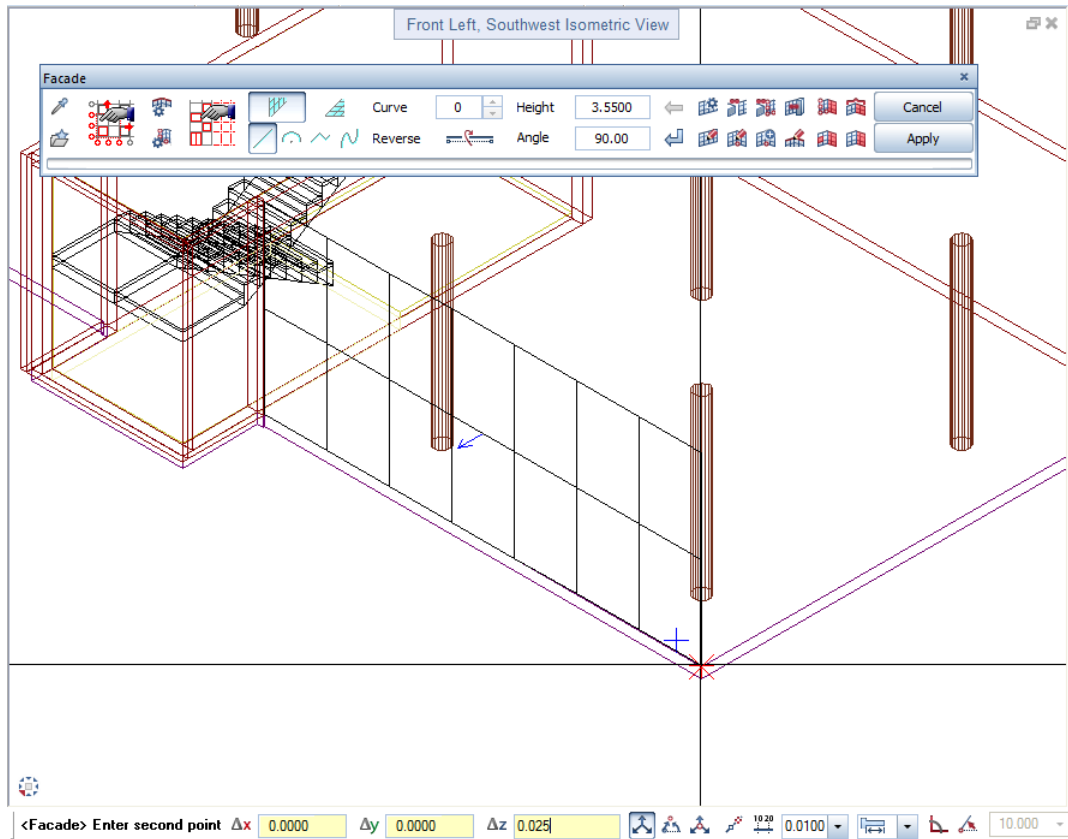 Front Left, Southwest Isometric View
Facade
Curve 0 Height 3.5500 Cancel
Reverse Angle 90.00 Apply
<Facade> Enter second point Δx 0.0000 Δy 0.0000 Δz 0.025 10 20 0.0100 10.000